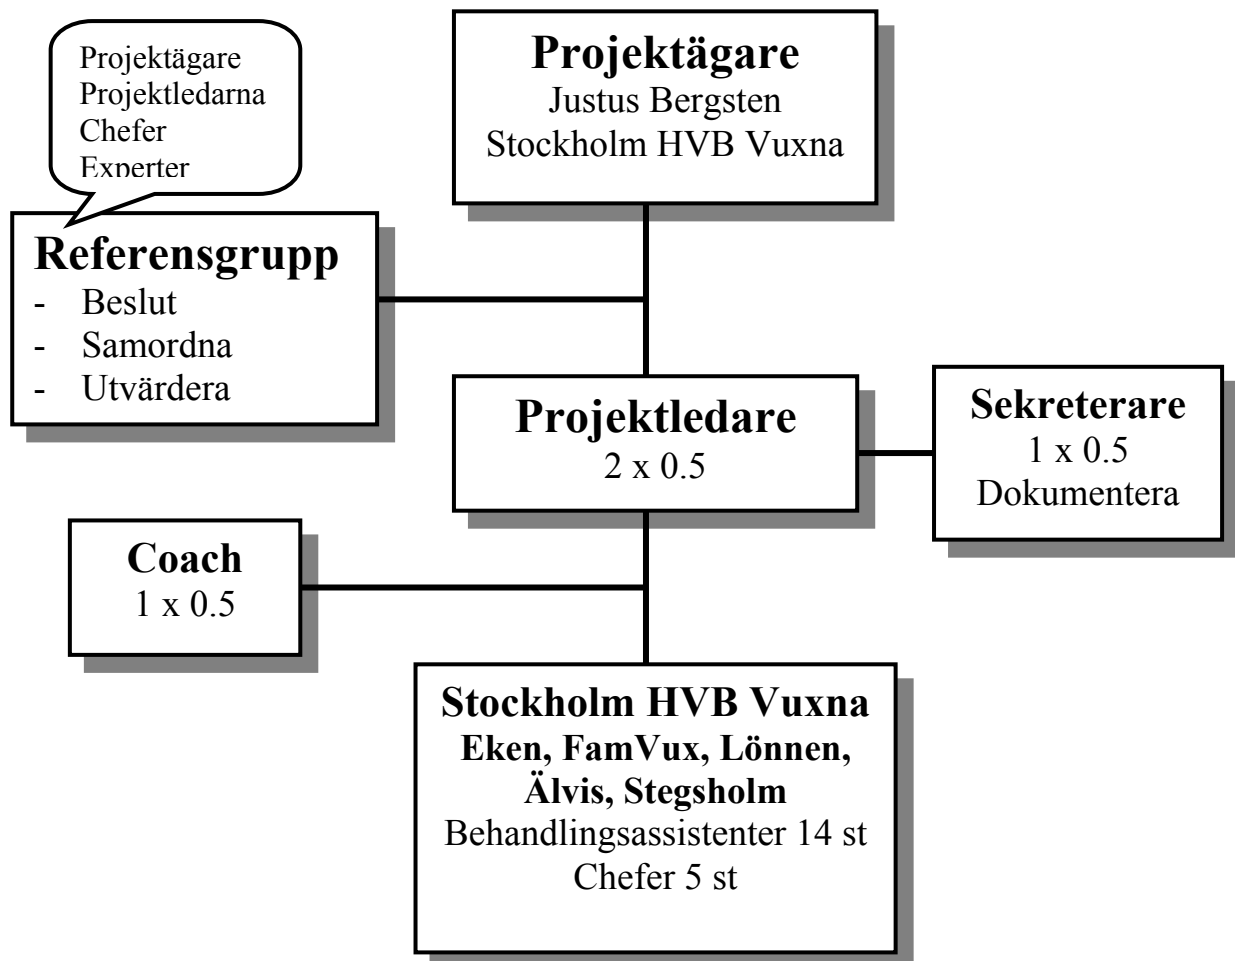 Projektägare
Projektledarna
Chefer
Experter
Projektägare
Justus Bergsten
Stockholm HVB Vuxna
Referensgrupp
- Beslut
- Samordna
- Utvärdera
Projektledare
2 x 0.5
Sekreterare
1 x 0.5
Dokumentera
Coach
1 x 0.5
Stockholm HVB Vuxna
Eken, FamVux, Lönnen,
Älvis, Stegsholm
Behandlingsassistenter 14 st
Chefer 5 st